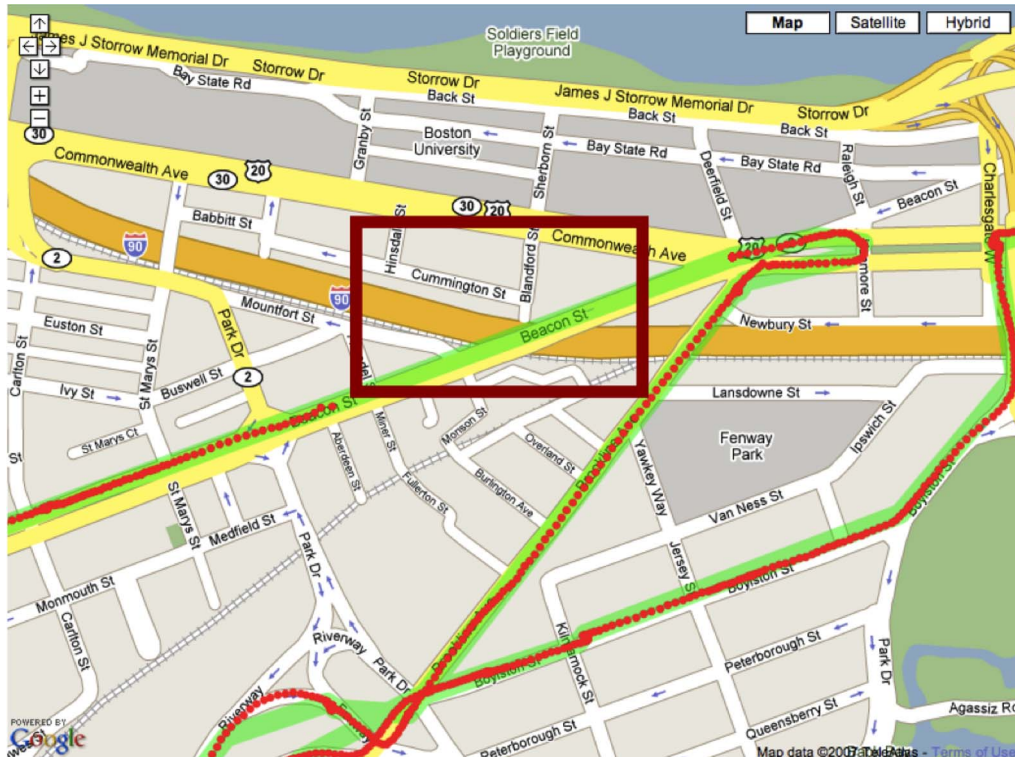 Map
Satellite
Hybrid
Soldiers Field
Playground
James J Storrow Memorial Dr
Storrow Dr
Storrow Dr
James J Storrow Memorial Dr
Storrow Dr
Bay State Rd
Back St
Back St
Back St
Boston
University
Bay State Rd
Bay State Rd
Granby St
Sherborn St
Deerfield St
Raleigh St
Charlesgate W
Beacon St
30
Commonwealth Ave
30
20
30
20
Commonwealth Ave
20
Babbitt St
Hinsdale St
Cummington St
Blandford St
90
90
2
Mountfort St
Beacon St
Newbury St
Euston St
Carlton St
St Marys St
Park Dr
2
Buswell St
Ivy St
Lansdowne St
Beacon St
St Marys Ct
Aberdeen St
Miner St
Monson St
Overland St
Fullerton St
Burlington Ave
Yawkey Way
Fenway
Park
Ipswich St
Van Ness St
Boylston St
St Marys St
Medfield St
Park Dr
Monmouth St
Carlton St
Jersey St
Boylston St
Kilmarnock St
Peterborough St
Park Dr
Riverway
Riverway
Park Dr
Boylston St
Queensberry St
Agassiz Rd
Peterborough St
POWERED BY
Google
Map data ©2007 Tele Atlas - Terms of Use